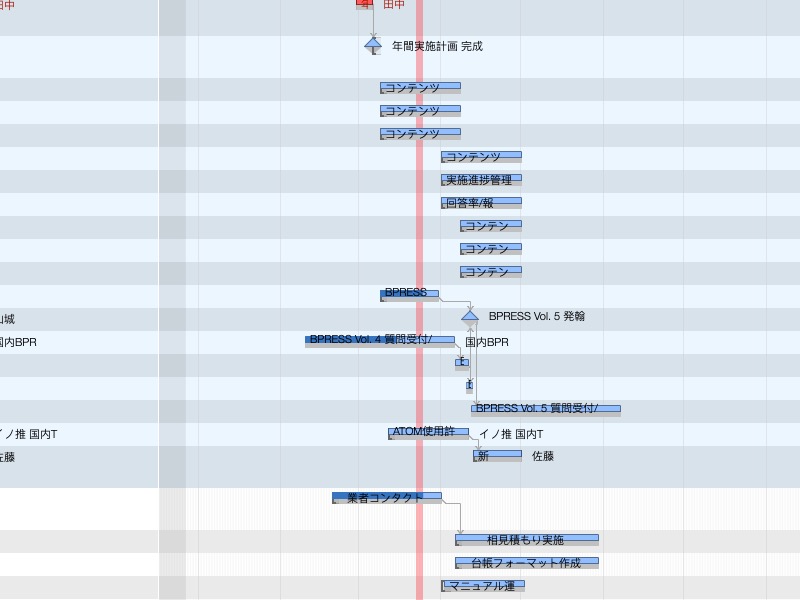 田中
田中
年間実施計画 完成
コンテンツ
コンテンツ
コンテンツ
コンテンツ
実施進捗管理
回答率/報
コンテン
コンテン
コンテン
BPRESS
山城
BPRESS Vol. 5 発翰
国内BPR
BPRESS Vol. 4 質問受付/
国内BPR
BPRESS Vol. 5 質問受付/
イノ推 国内T
ATOM使用許
イノ推 国内T
佐藤
新
佐藤
業者コンタクト
相見積もり実施
台帳フォーマット作成
マニュアル運